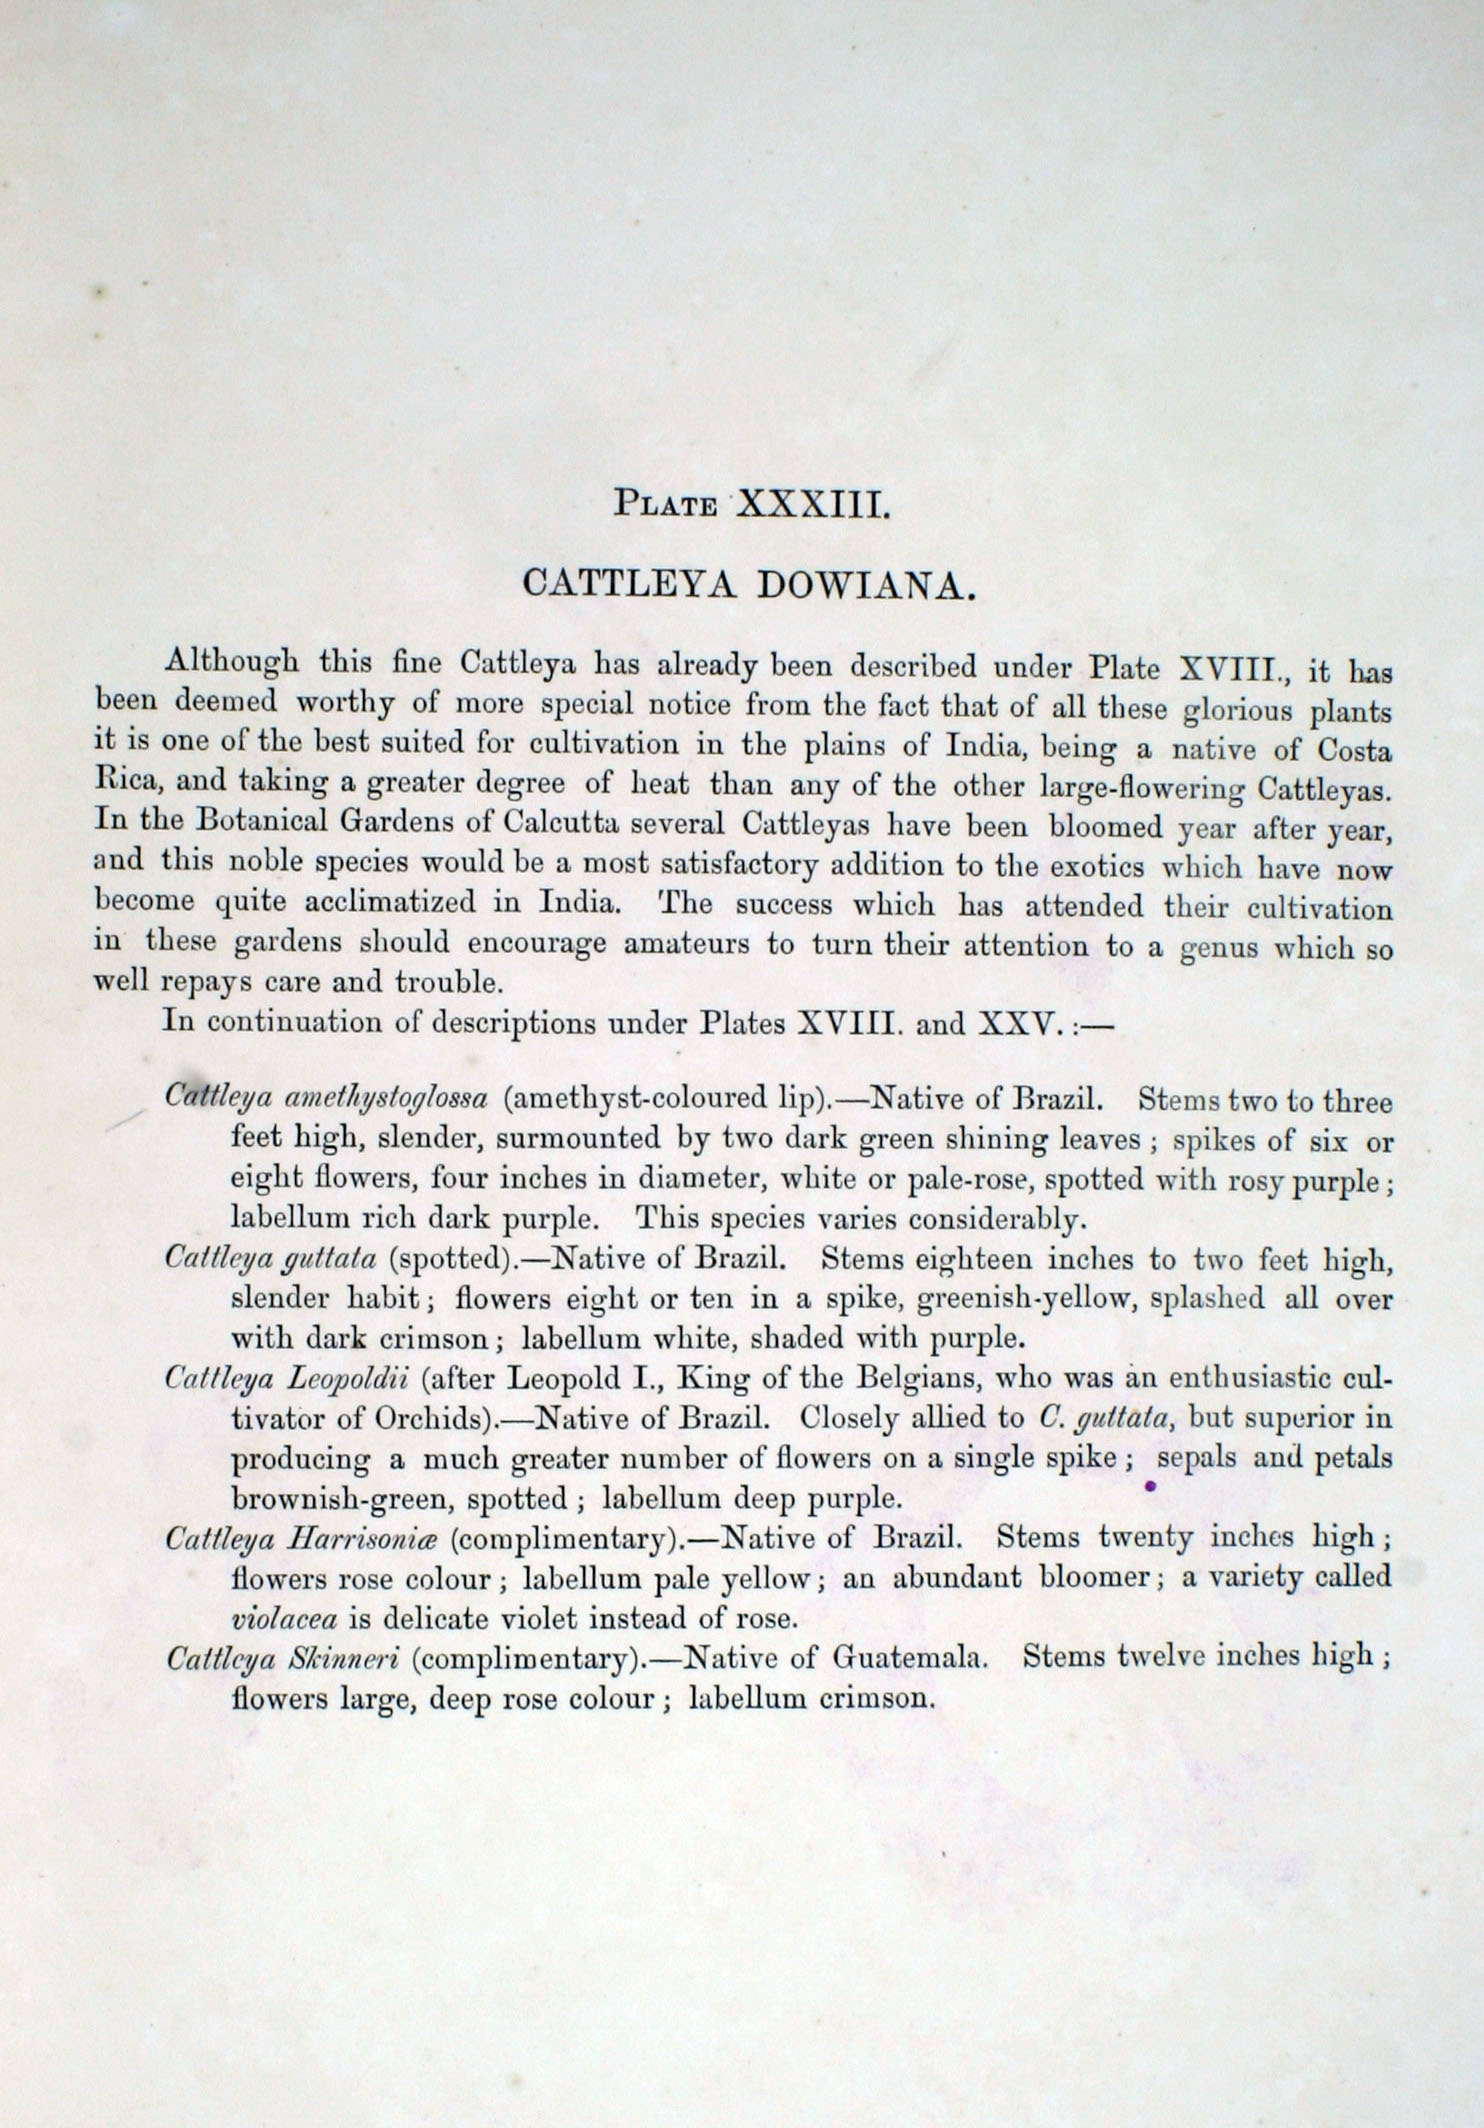 PLATE XXXIII.
CATTLEYA DOWIANA.
Although this fine Cattleya has already been described under Plate XVIII., it has
been deemed worthy of more special notice from the fact that of all these glorious plants
it is one of the best suited for cultivation in the plains of India, being a native of Costa
Rica, and taking a greater degree of heat than any of the other large-flowering Cattleyas.
In the Botanical Gardens of Calcutta several Cattleyas have been bloomed year after year,
and this noble species would be a most satisfactory addition to the exotics which have now
become quite acclimatized in India. The success which has attended their cultivation
in these gardens should encourage amateurs to turn their attention to a genus which so
well repays care and trouble.
In continuation of descriptions under Plates XVIII. and XXV. :—
Cattleya amethystoglossa (amethyst-coloured lip).—Native of Brazil. Stems two to three
feet high, slender, surmounted by two dark green shining leaves ; spikes of six or
eight flowers, four inches in diameter, white or pale-rose, spotted with rosy purple ;
labellum rich dark purple. This species varies considerably.
Cattleya guttata (spotted).—Native of Brazil. Stems eighteen inches to two feet high,
slender habit ; flowers eight or ten in a spike, greenish-yellow, splashed all over
with dark crimson ; labellum white, shaded with purple.
Cattleya Leopoldii (after Leopold I., King of the Belgians, who was an enthusiastic cul-
tivator of Orchids).—Native of Brazil. Closely allied to C. guttata, but superior in
producing a much greater number of flowers on a single spike ; sepals and petals
brownish-green, spotted ; labellum deep purple.
Cattleya Harrisoniæ (complimentary).—Native of Brazil. Stems twenty inches high ;
flowers rose colour ; labellum pale yellow ; an abundant bloomer ; a variety called
violacea is delicate violet instead of rose.
Cattleya Skinneri (complimentary).—Native of Guatemala. Stems twelve inches high ;
flowers large, deep rose colour ; labellum crimson.